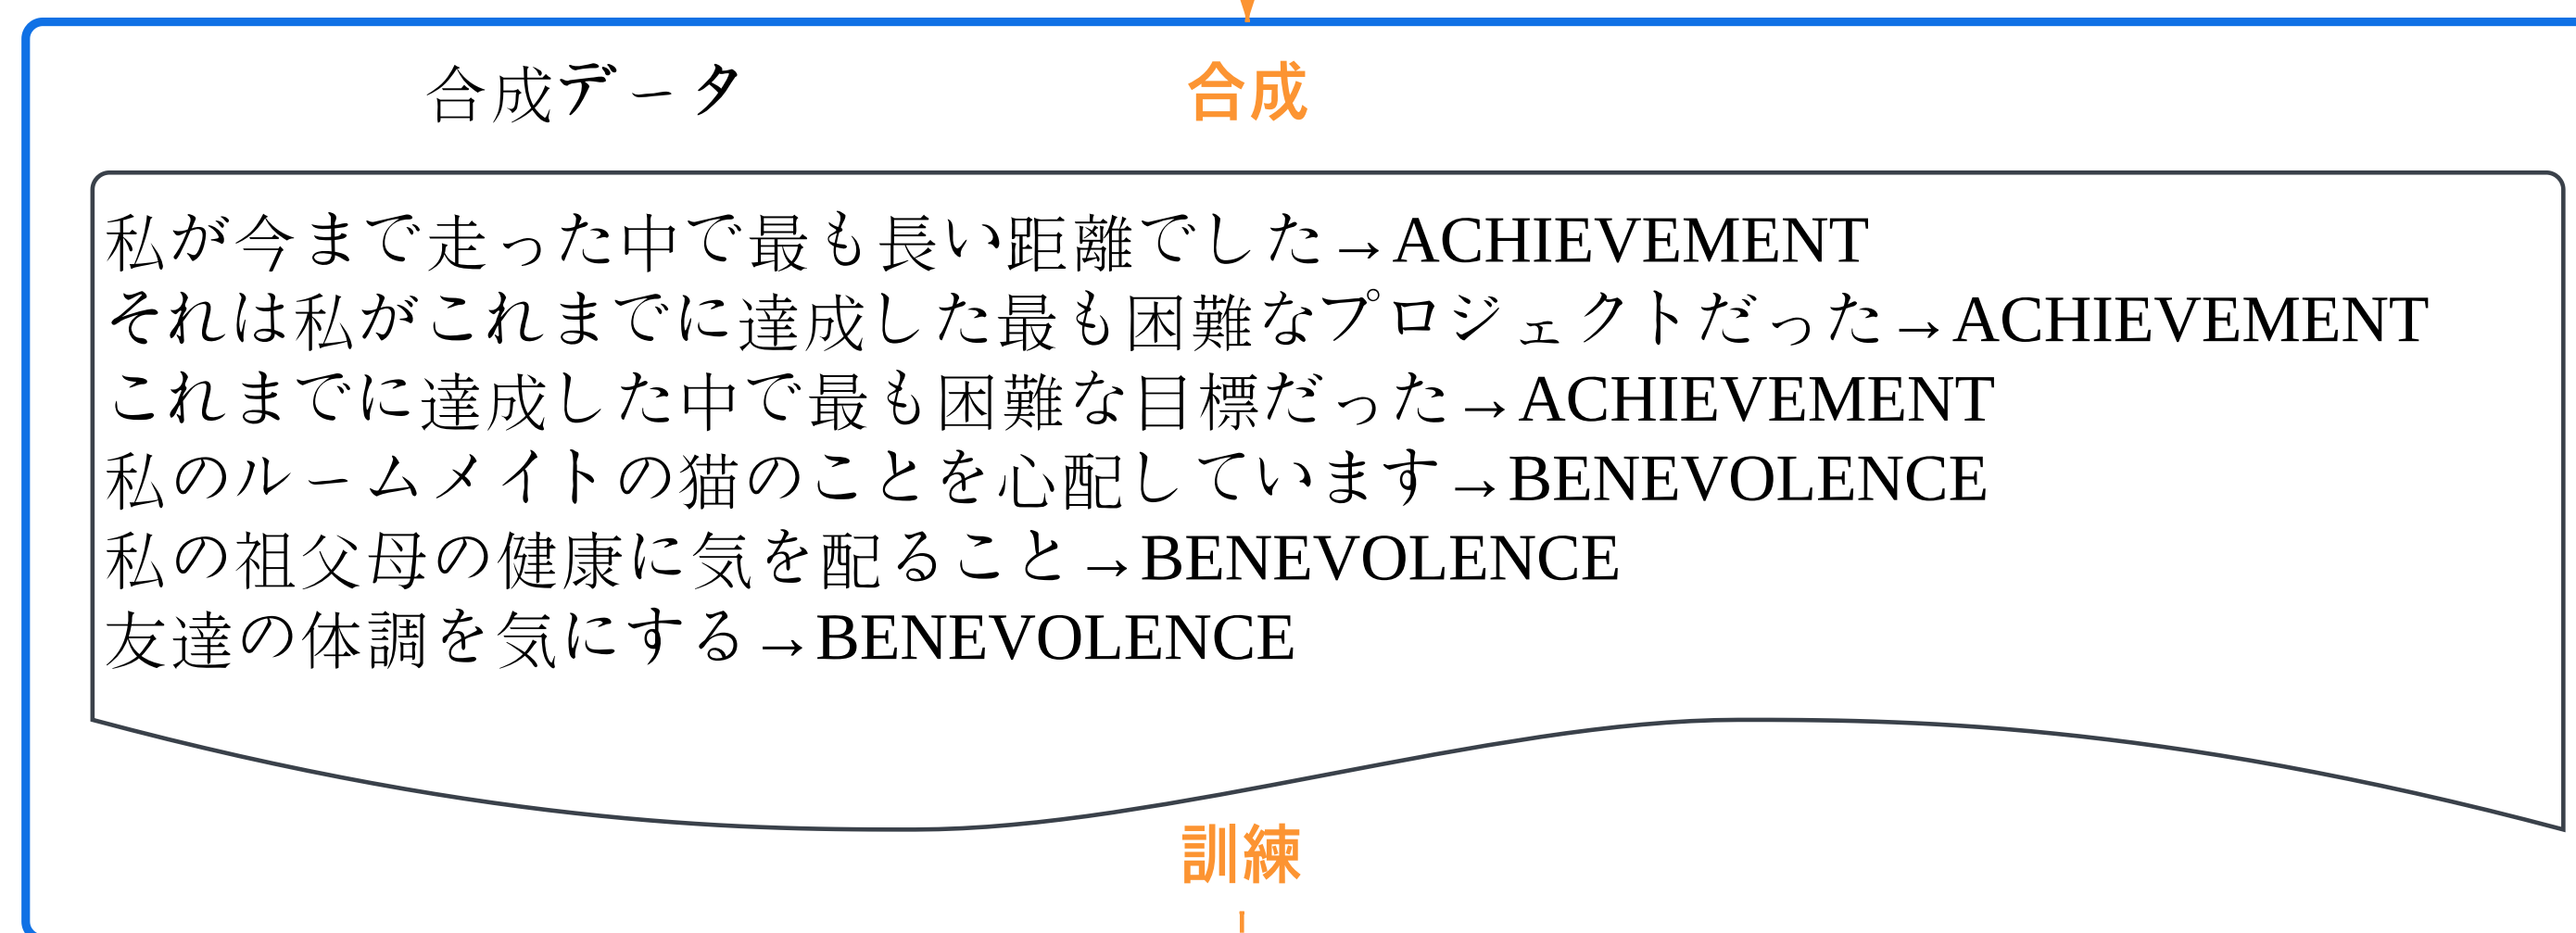 合成データ
合成
私が今まで走った中で最も長い距離でした→ACHIEVEMENT
それは私がこれまでに達成した最も困難なプロジェクトだった→ACHIEVEMENT
これまでに達成した中で最も困難な目標だった→ACHIEVEMENT
私のルームメイトの猫のことを心配しています→BENEVOLENCE
私の祖父母の健康に気を配ること→BENEVOLENCE
友達の体調を気にする→BENEVOLENCE
訓練